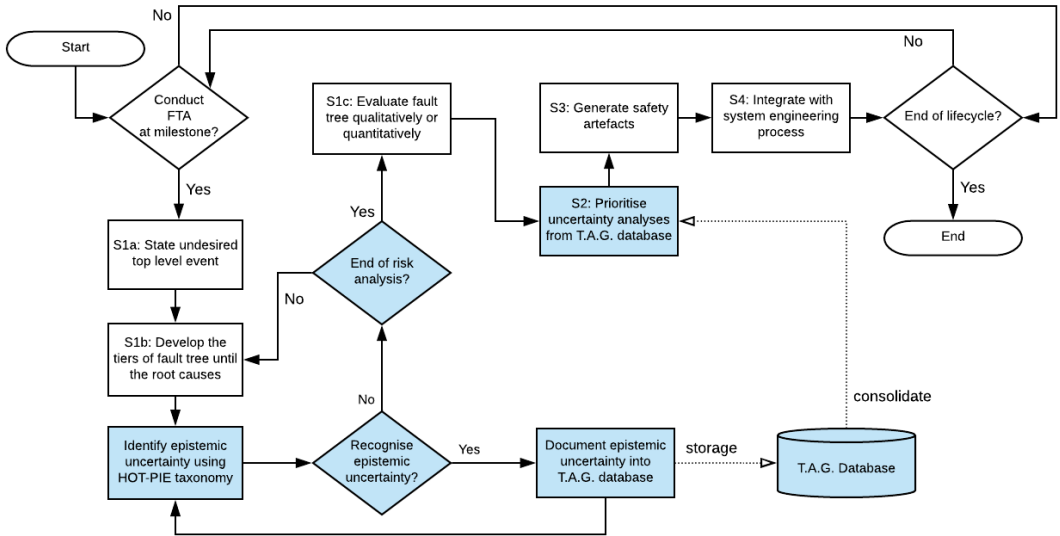 No
Start
Conduct
FTA
at milestone?
Yes
S1a: State undesired
top level event
S1b: Develop the
tiers of fault tree until
the root causes
Identify epistemic
uncertainty using
HOT-PIE taxonomy
Recognise
epistemic
uncertainty?
No
Yes
End of risk
analysis?
No
Yes
S1c: Evaluate fault
tree qualitatively or
quantitatively
Document epistemic
uncertainty into
T.A.G. database
storage
T.A.G. Database
consolidate
S2: Prioritise
uncertainty analyses
from T.A.G. database
S3: Generate safety
artefacts
S4: Integrate with
system engineering
process
End of lifecycle?
No
Yes
End